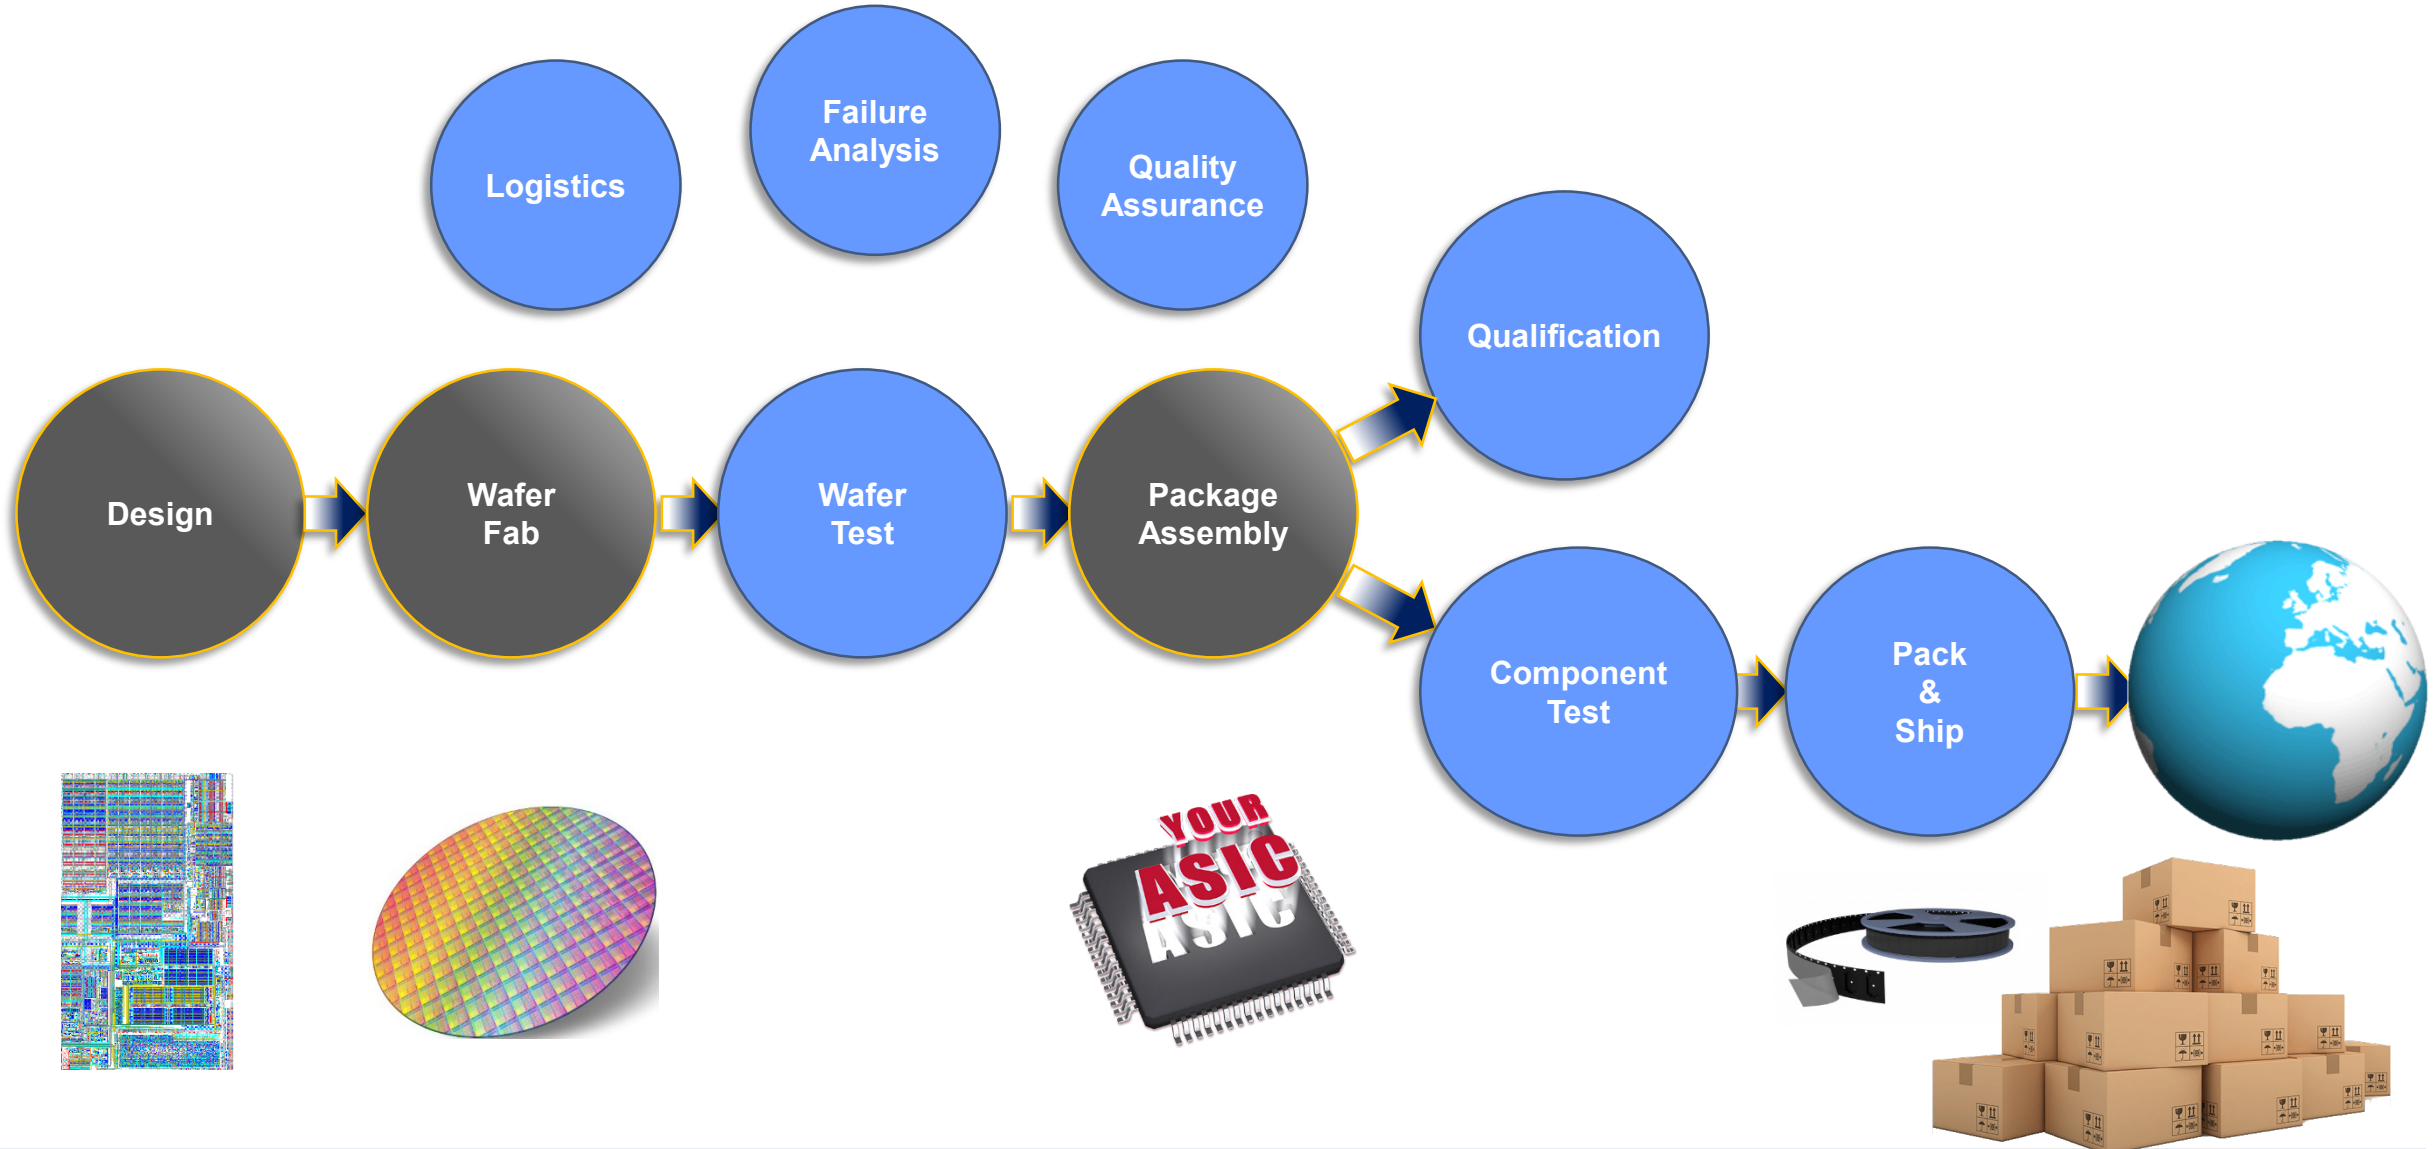 Failure
Analysis
Logistics
Quality
Assurance
Qualification
Design
Wafer
Fab
Wafer
Test
Package
Assembly
Component
Test
Pack
&
Ship
YOUR
ASIC
ASIC